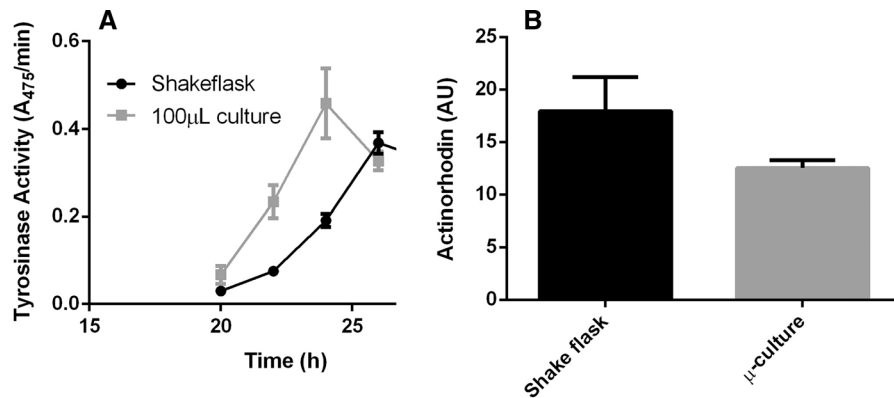 A
Tyrosinase Activity (A475/min)
0.6
0.4
0.2
0.0
Shakeflask
100μL culture
15
20
25
Time (h)
B
Actinorhodin (AU)
25
20
15
10
5
0
Shake flask
μ-culture